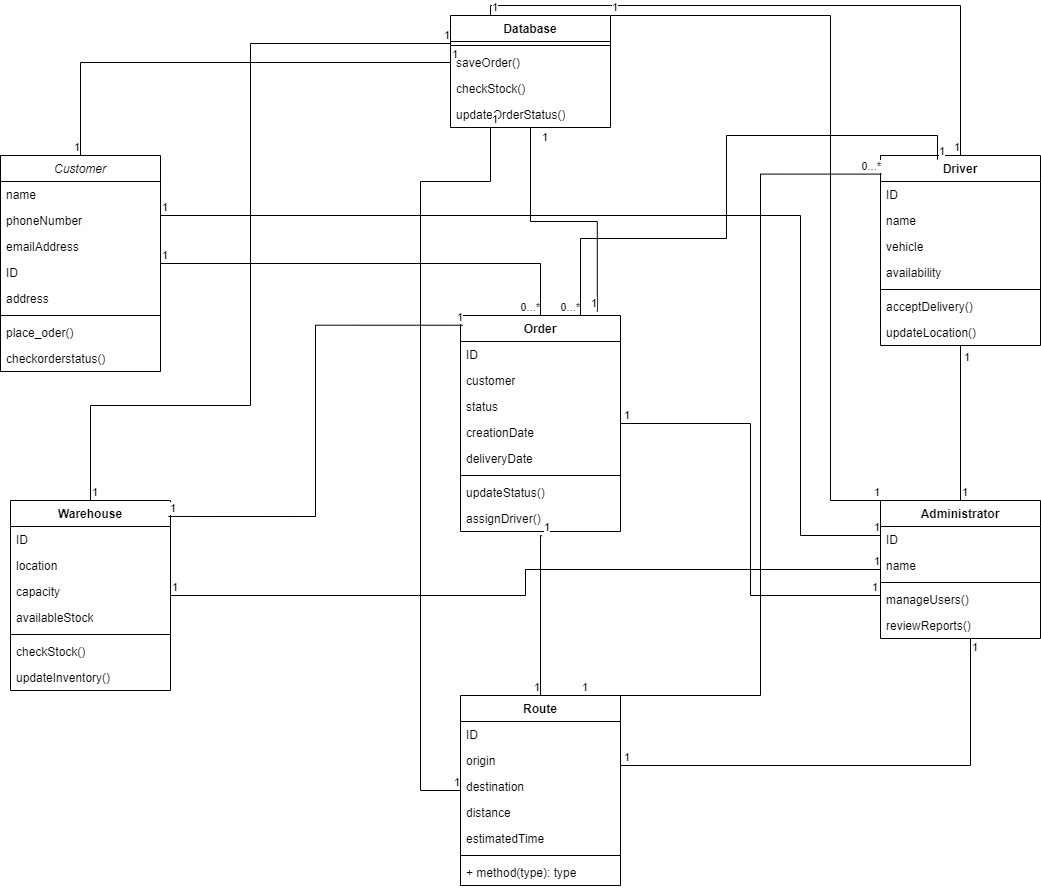 1
1
Database
1
1
saveOrder()
checkStock()
updateOrderStatus()
1
1
1
1
1
0...*
Customer
name
phoneNumber
emailAddress
ID
address
place_oder()
checkorderstatus()
1
1
Driver
ID
name
vehicle
availability
acceptDelivery()
updateLocation()
1
0...*
0...*
1
1
Order
ID
customer
status
creationDate
deliveryDate
updateStatus()
assignDriver()
1
1
1
1
Warehouse
ID
location
capacity
availableStock
checkStock()
updateInventory()
1
1
1
1
1
1
Administrator
ID
name
manageUsers()
reviewReports()
1
1
1
Route
ID
origin
destination
distance
estimatedTime
+ method(type): type
1
1